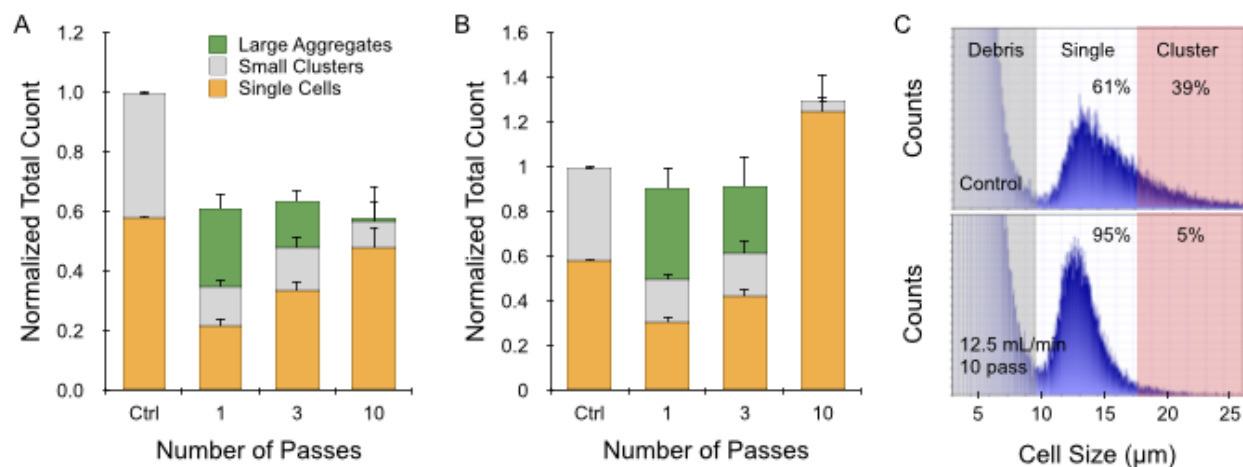 A
Large Aggregates
Small Clusters
Single Cells
Normalized Total Cuont
1.2
1.0
0.8
0.6
0.4
0.2
0.0
Ctrl 1 3 10
Number of Passes
B
Normalized Total Cuont
1.6
1.4
1.2
1
0.8
0.6
0.4
0.2
0
Ctrl 1 3 10
Number of Passes
C
Debris Single Cluster
61% 39%
Counts
Control
95% 5%
Counts
12.5 mL/min
10 pass
5 10 15 20 25
Cell Size (µm)